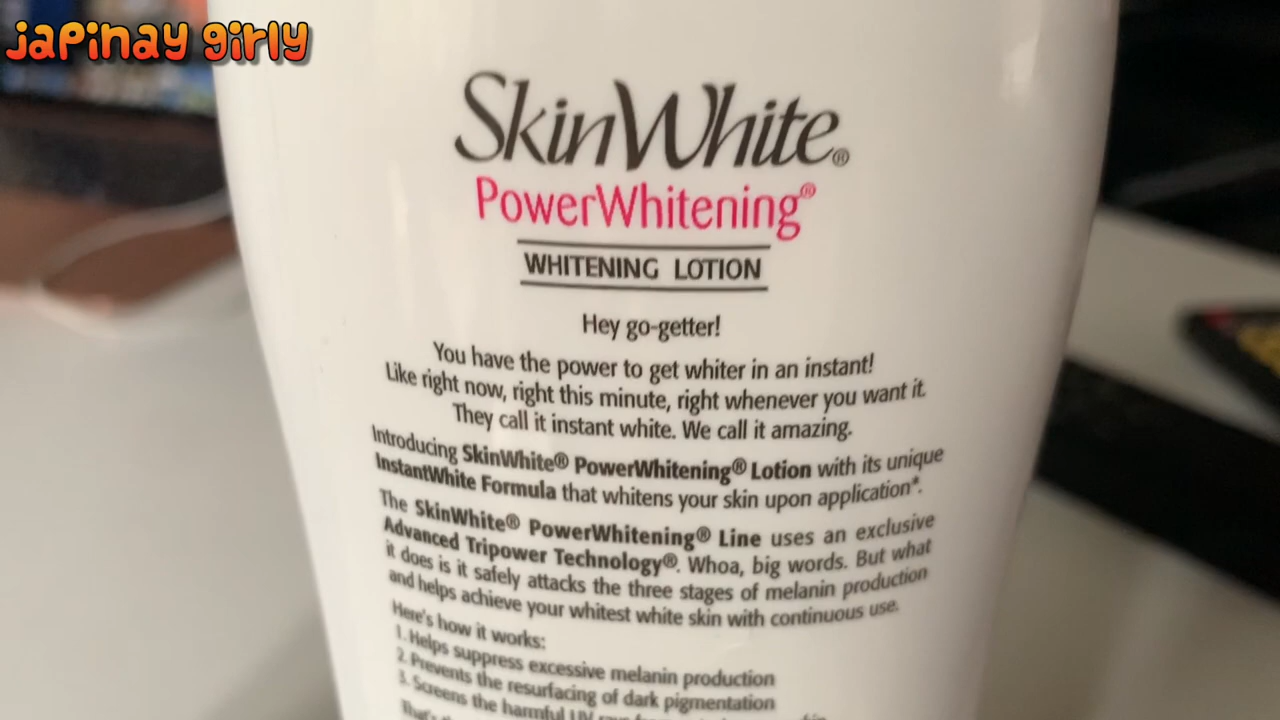 japinay girly
SkinWhite®
PowerWhitening®
WHITENING LOTION
Hey go-getter!
You have the power to get whiter in an instant!
Like right now, right this minute, right whenever you want it.
They call it instant white. We call it amazing.
Introducing SkinWhite® PowerWhitening® Lotion with its unique
InstantWhite Formula that whitens your skin upon application*.
The SkinWhite® PowerWhitening® Line uses an exclusive
Advanced Tripower Technology®. Whoa, big words. But what
it does is it safely attacks the three stages of melanin production
and helps achieve your whitest white skin with continuous use.
Here's how it works:
1. Helps suppress excessive melanin production
2. Prevents the resurfacing of dark pigmentation
3. Screens the harmful UV rays